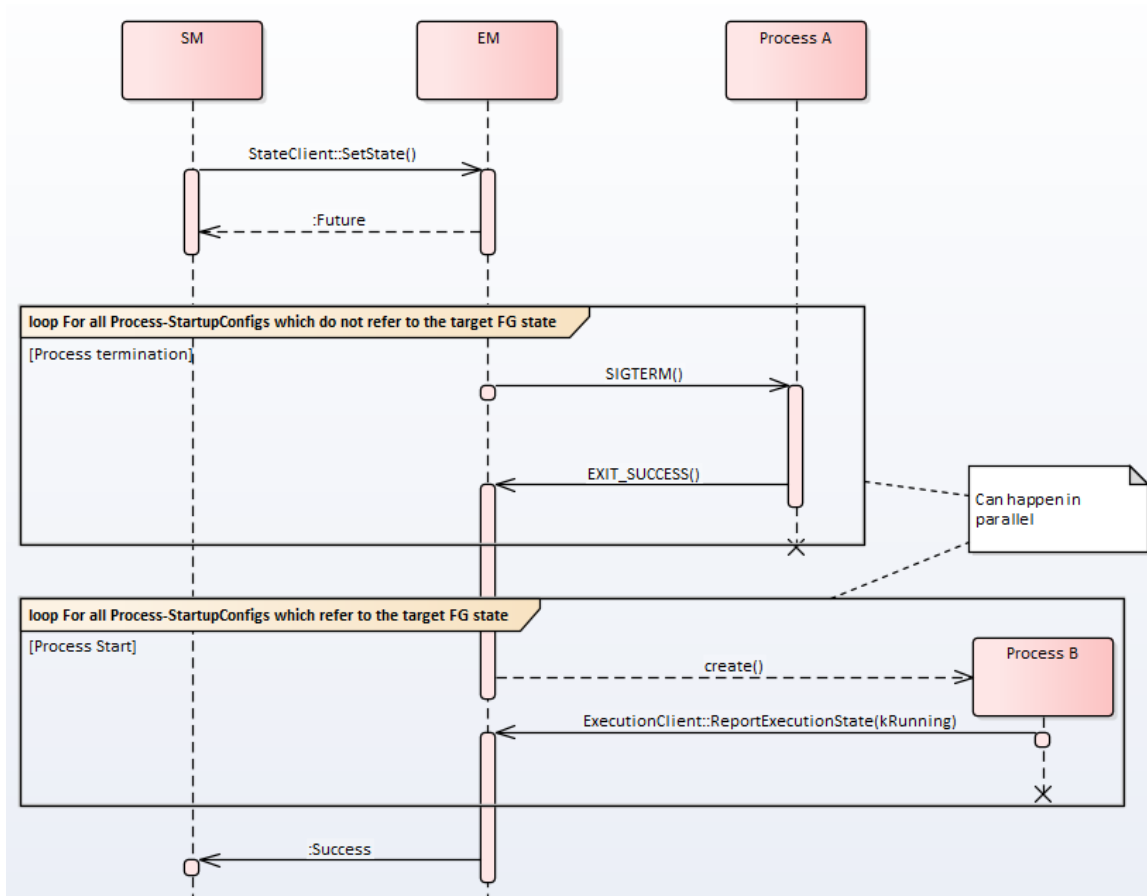 SM
EM
Process A
StateClient::SetState()
:Future
loop For all Process-StartupConfigs which do not refer to the target FG state
[Process termination]
SIGTERM()
EXIT_SUCCESS()
Can happen in
parallel
loop For all Process-StartupConfigs which refer to the target FG state
[Process Start]
Process B
create()
ExecutionClient::ReportExecutionState(kRunning)
:Success